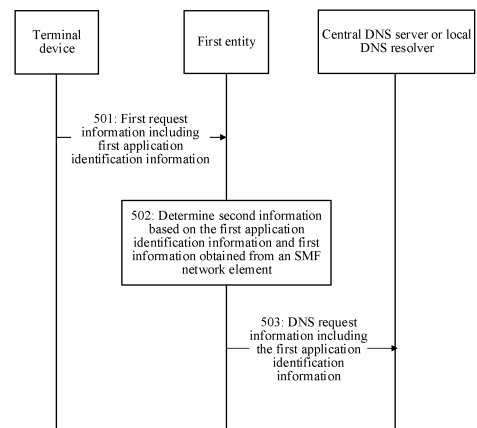 Terminal
device
First entity
Central DNS server or local
DNS resolver
501: First request
information including
first application
identification information
502: Determine second information
based on the first application
identification information and first
information obtained from an SMF
network element
503: DNS request
information including
the first application
identification
information